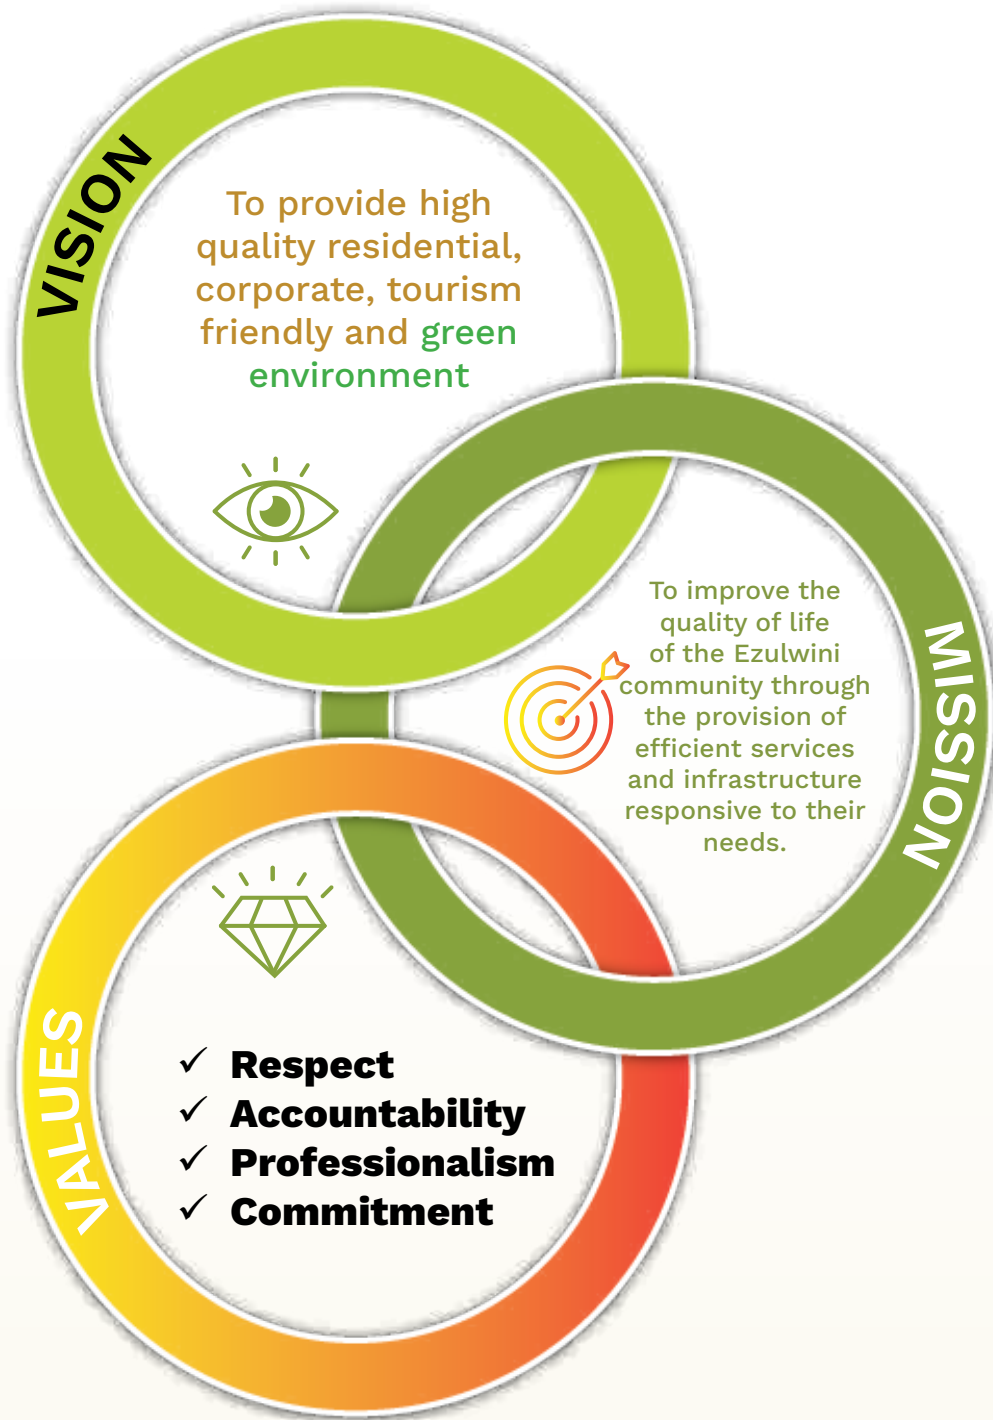 VISION
To provide high
quality residential,
corporate, tourism
friendly and green
environment
MISSION
To improve the
quality of life
of the Ezulwini
community through
the provision of
efficient services
and infrastructure
responsive to their
needs.
VALUES
✓ Respect
✓ Accountability
✓ Professionalism
✓ Commitment